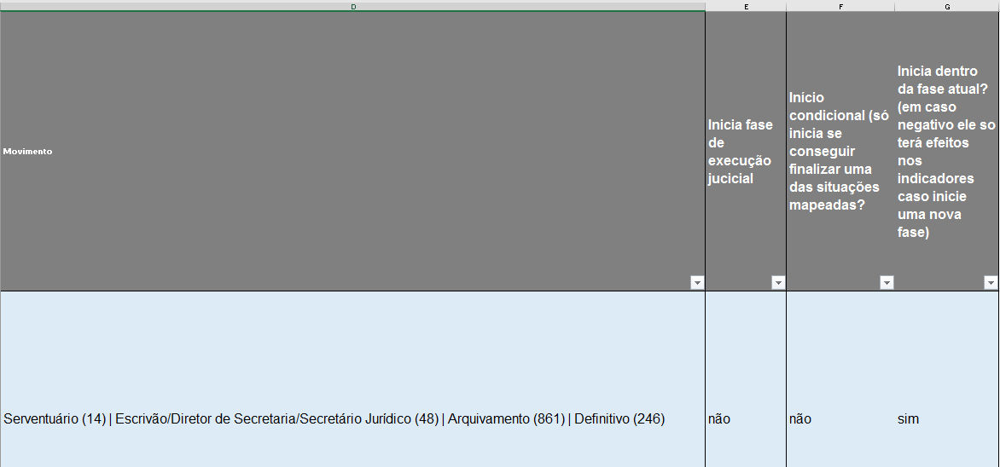 D
E
F
G
Movimento
Inicia fase
de
execução
jucicial
Início
condicional (só
inicia se
conseguir
finalizar uma
das situações
mapeadas?
Inicia dentro
da fase atual?
(em caso
negativo ele so
terá efeitos
nos
indicadores
caso inicie
uma nova
fase)
Serventuário (14) | Escrivão/Diretor de Secretaria/Secretário Jurídico (48) | Arquivamento (861) | Definitivo (246)
não
não
sim